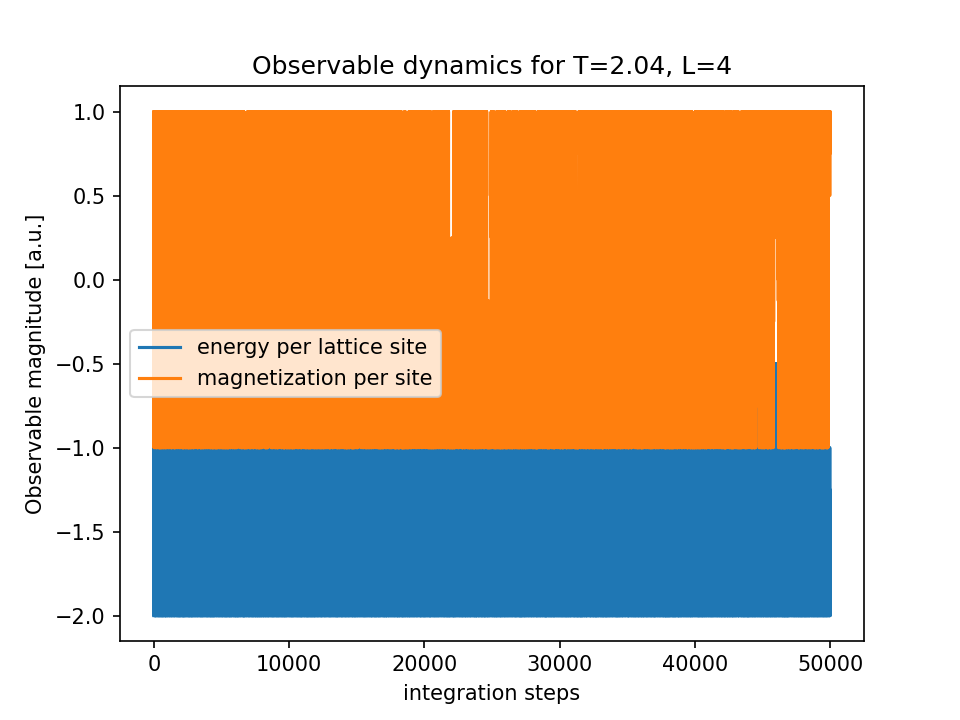 Observable dynamics for T=2.04, L=4
Observable magnitude [a.u.]
1.0
0.5
0.0
−0.5
−1.0
−1.5
−2.0
energy per lattice site
magnetization per site
0 10000 20000 30000 40000 50000
integration steps